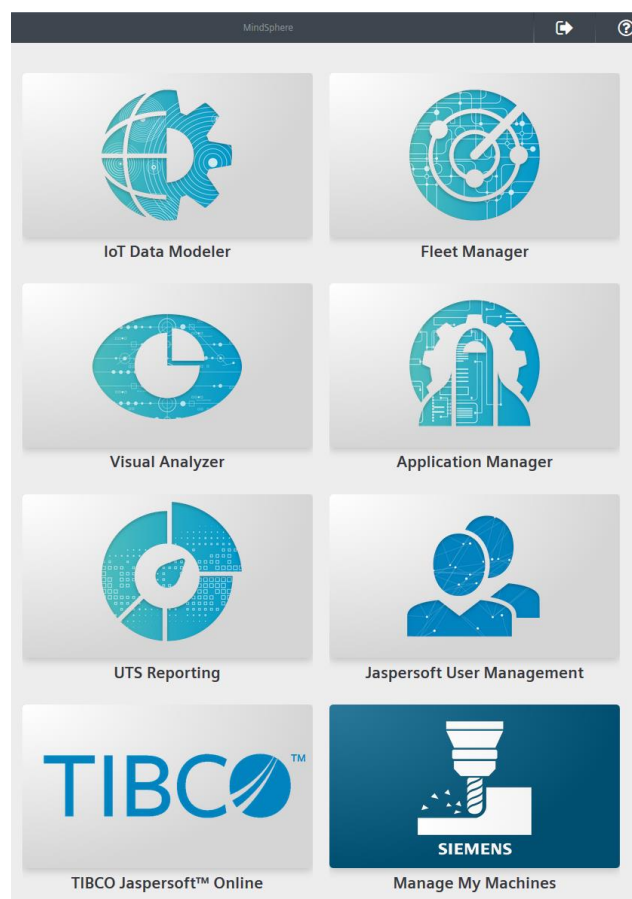 MindSphere
IoT Data Modeler
Fleet Manager
Visual Analyzer
Application Manager
UTS Reporting
Jaspersoft User Management
TIBCO™
SIEMENS
TIBCO Jaspersoft™ Online
Manage My Machines